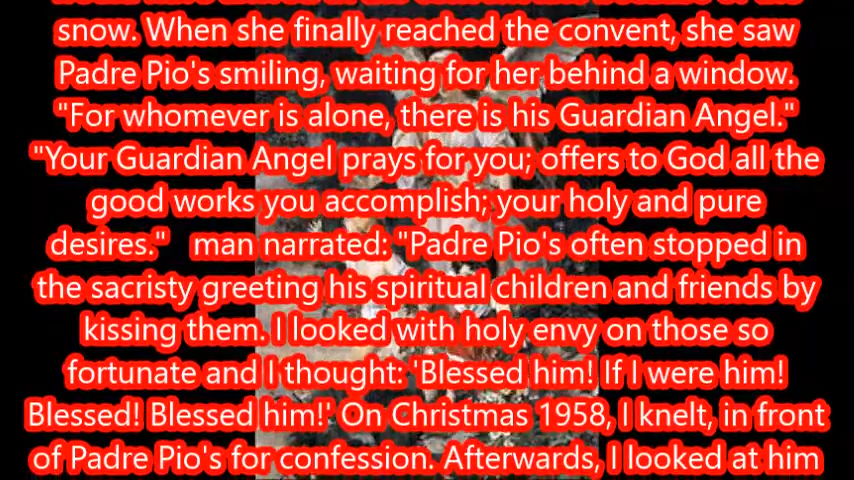 snow. When she finally reached the convent, she saw
Padre Pio's smiling, waiting for her behind a window.
"For whomever is alone, there is his Guardian Angel."
"Your Guardian Angel prays for you; offers to God all the
good works you accomplish; your holy and pure
desires."   man narrated: "Padre Pio's often stopped in
the sacristy greeting his spiritual children and friends by
kissing them. I looked with holy envy on those so
fortunate and I thought: 'Blessed him! If I were him!
Blessed! Blessed him!' On Christmas 1958, I knelt, in front
of Padre Pio's for confession. Afterwards, I looked at him